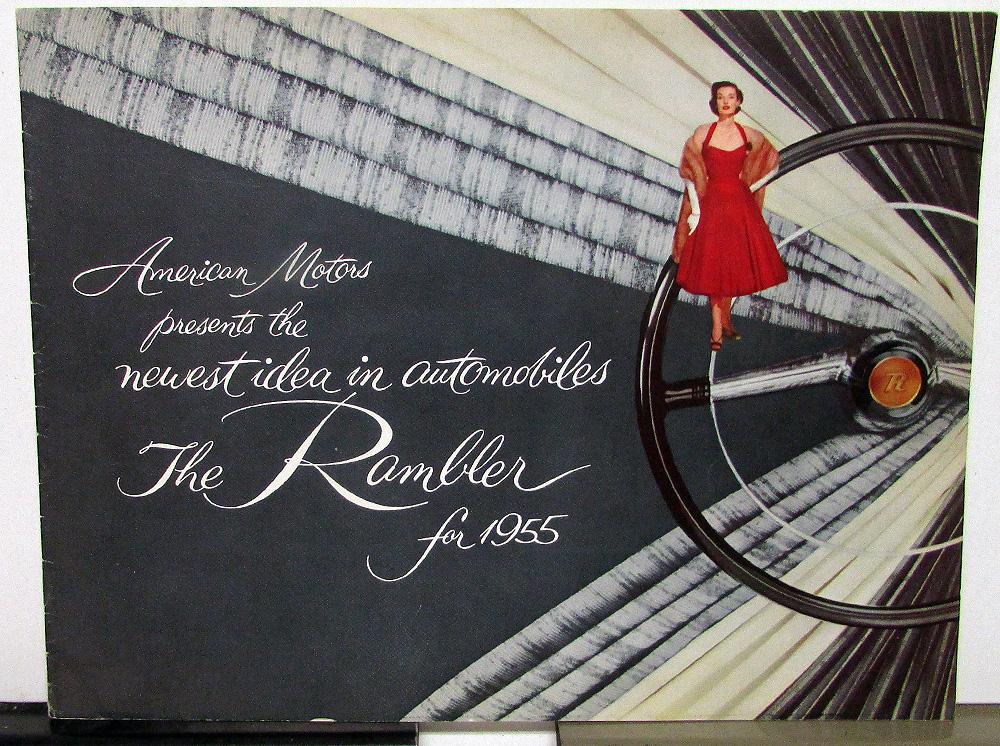 American Motors
presents the
newest idea in automobiles
The Rambler
for 1955
R